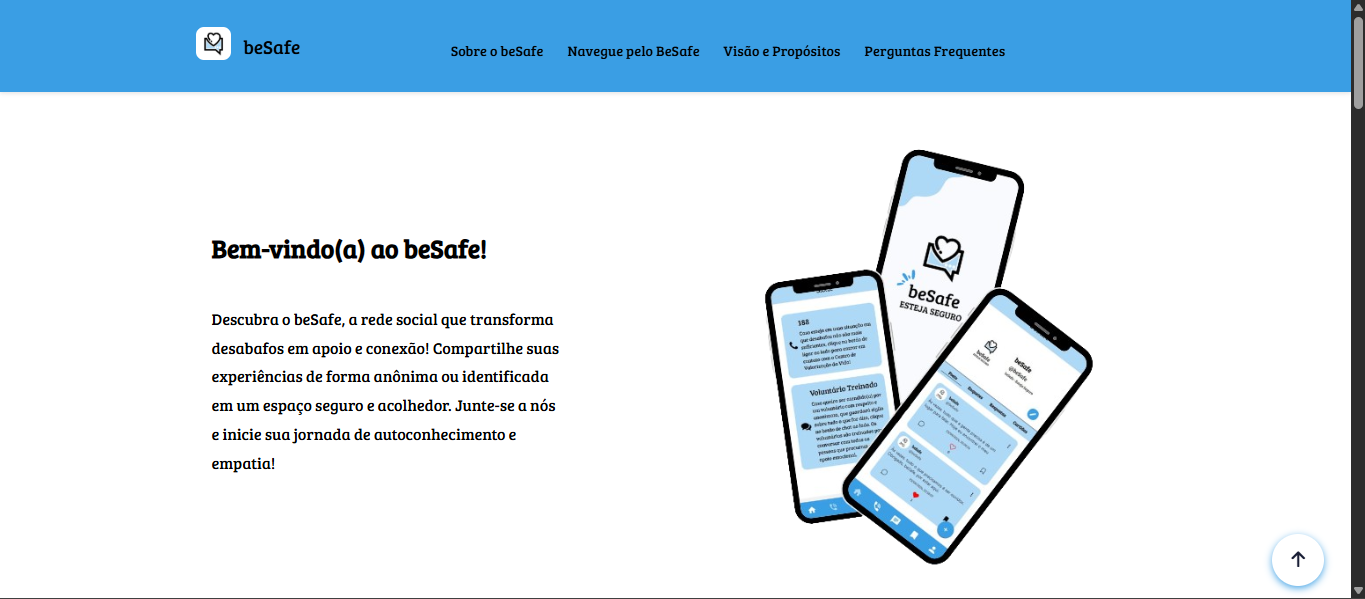 beSafe
Sobre o beSafe
Navegue pelo BeSafe
Visão e Propósitos
Perguntas Frequentes
Bem-vindo(a) ao beSafe!
Descubra o beSafe, a rede social que transforma
desabafos em apoio e conexão! Compartilhe suas
experiências de forma anônima ou identificada
em um espaço seguro e acolhedor. Junte-se a nós
e inicie sua jornada de autoconhecimento e
empatia!
beSafe
ESTEJA SEGURO
188
Voluntário Treinado
beSafe
@beSafe